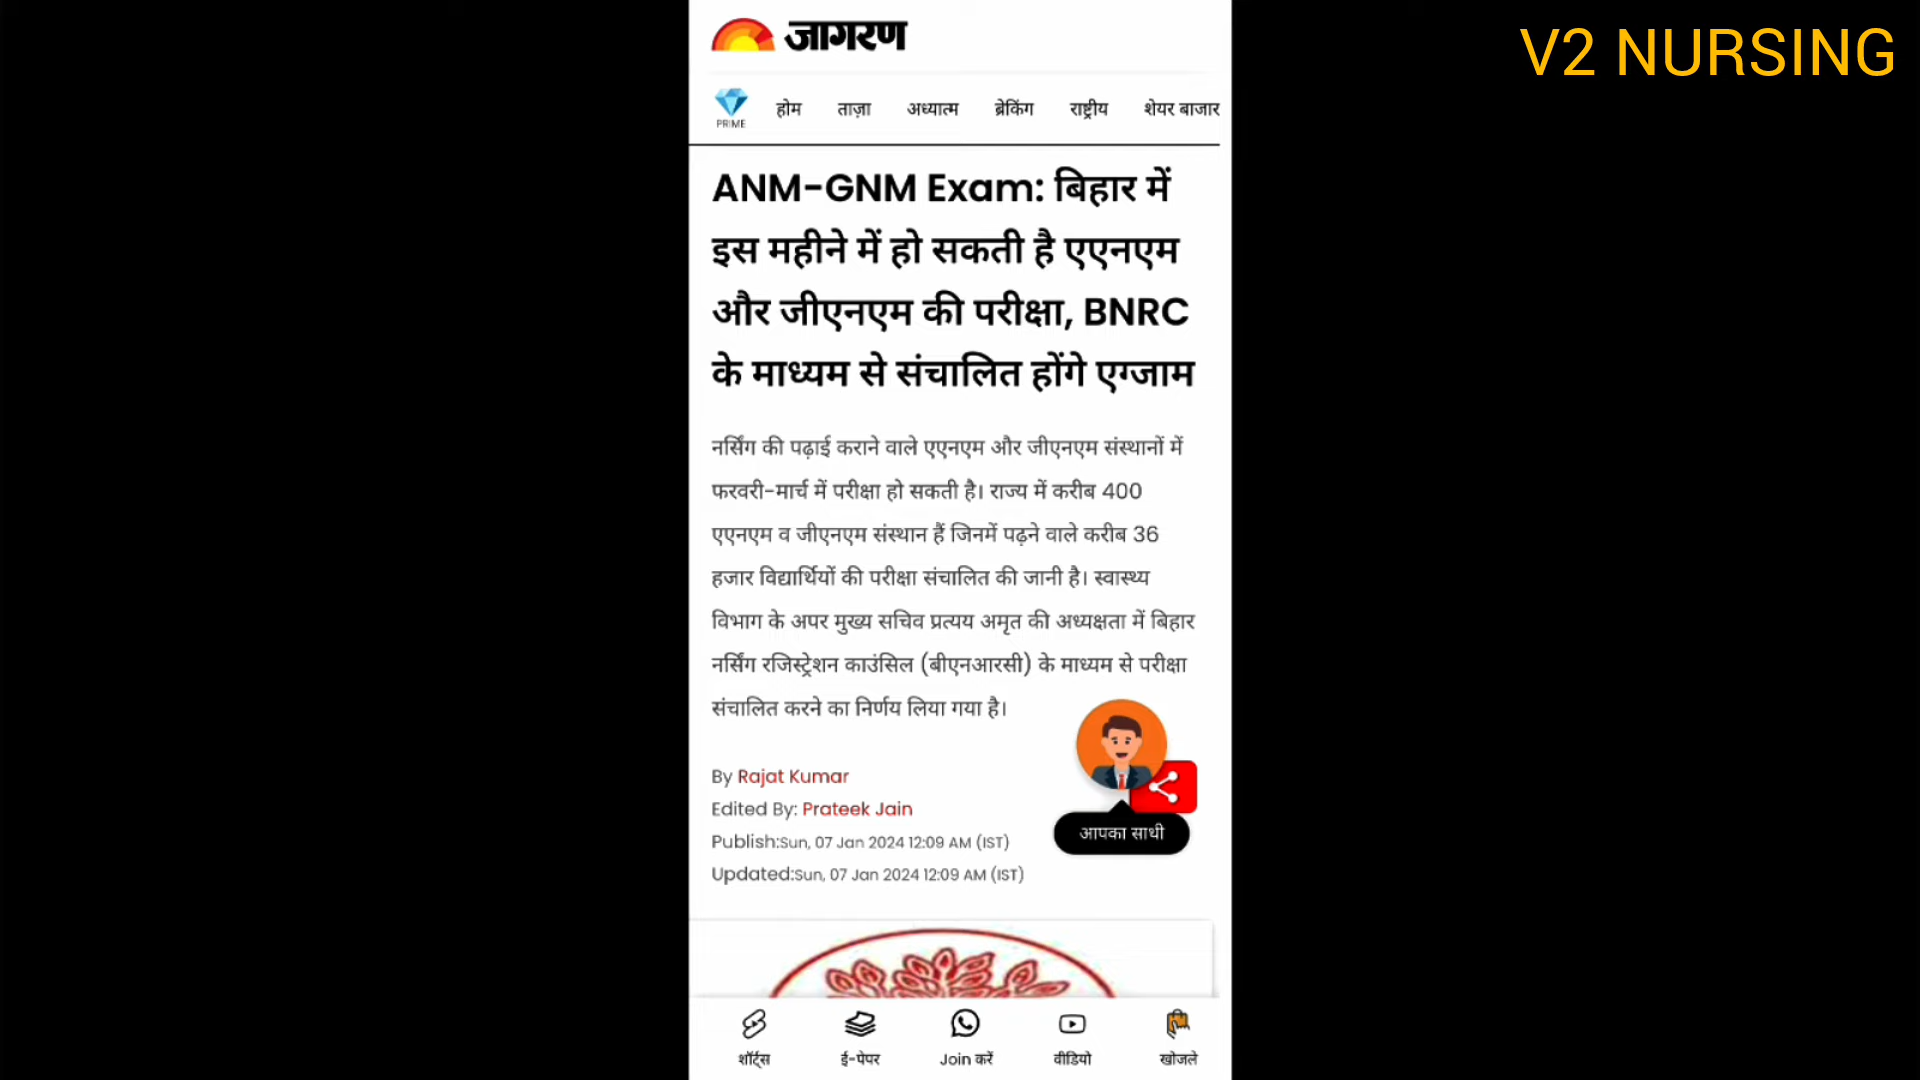 जागरण
V2 NURSING
PRIME
होम ताज़ा अध्यात्म ब्रेकिंग राष्ट्रीय शेयर बाजार
ANM-GNM Exam: बिहार में
इस महीने में हो सकती है एएनएम
और जीएनएम की परीक्षा, BNRC
के माध्यम से संचालित होंगे एग्जाम
नर्सिंग की पढ़ाई कराने वाले एएनएम और जीएनएम संस्थानों में
फरवरी-मार्च में परीक्षा हो सकती है। राज्य में करीब 400
एएनएम व जीएनएम संस्थान हैं जिनमें पढ़ने वाले करीब 36
हजार विद्यार्थियों की परीक्षा संचालित की जानी है। स्वास्थ्य
विभाग के अपर मुख्य सचिव प्रत्यय अमृत की अध्यक्षता में बिहार
नर्सिंग रजिस्ट्रेशन काउंसिल (बीएनआरसी) के माध्यम से परीक्षा
संचालित करने का निर्णय लिया गया है।
By Rajat Kumar
Edited By: Prateek Jain
Publish:Sun, 07 Jan 2024 12:09 AM (IST)
Updated:Sun, 07 Jan 2024 12:09 AM (IST)
आपका साथी
शॉर्ट्स ई-पेपर Join करें वीडियो खोजले